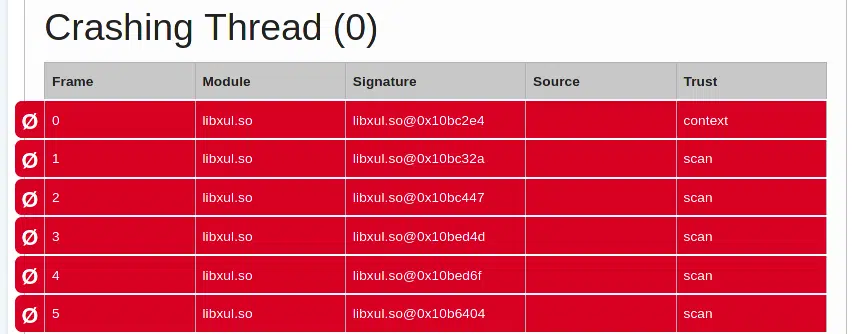 Crashing Thread (0)
Frame Module Signature Source Trust
Ø 0 libxul.so libxul.so@0x10bc2e4 context
Ø 1 libxul.so libxul.so@0x10bc32a scan
Ø 2 libxul.so libxul.so@0x10bc447 scan
Ø 3 libxul.so libxul.so@0x10bed4d scan
Ø 4 libxul.so libxul.so@0x10bed6f scan
Ø 5 libxul.so libxul.so@0x10b6404 scan